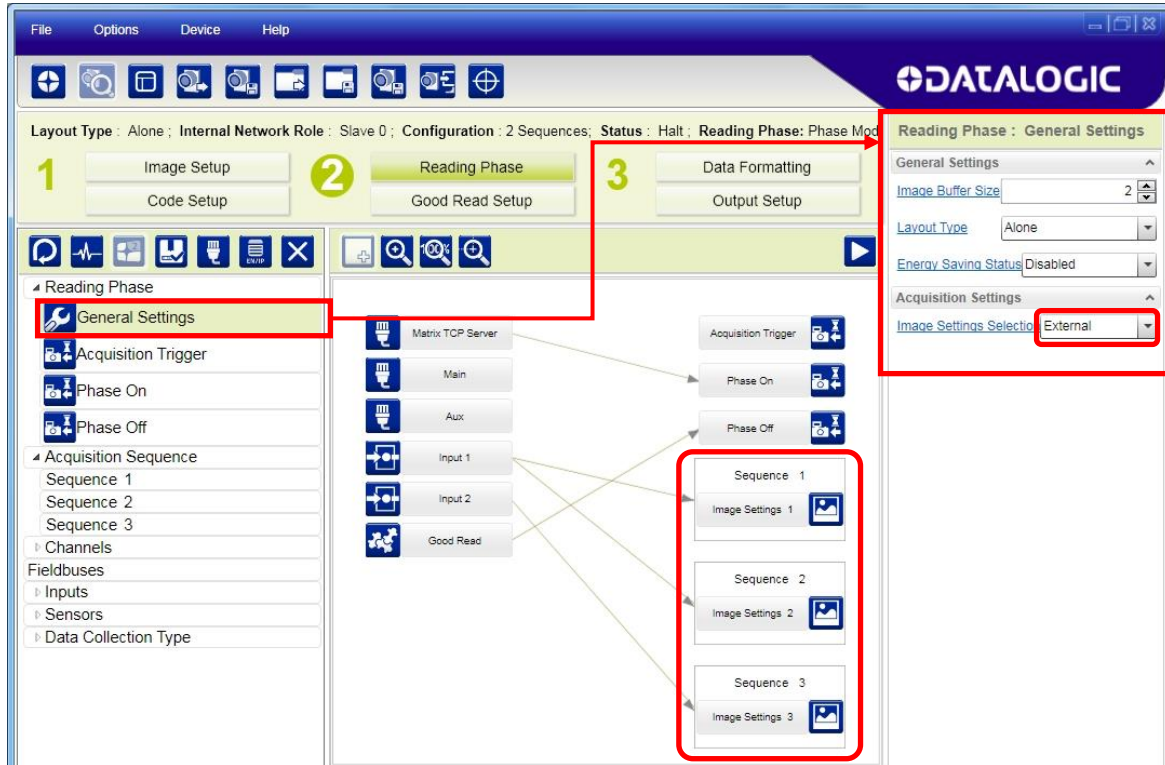 File Options Device Help
DATALOGIC
Layout Type : Alone ; Internal Network Role : Slave 0 ; Configuration : 2 Sequences; Status : Halt ; Reading Phase: Phase Mod
1 Image Setup 2 Reading Phase 3 Data Formatting
Code Setup Good Read Setup Output Setup
Reading Phase : General Settings
General Settings
Image Buffer Size 2
Layout Type Alone
Energy Saving Status Disabled
Acquisition Settings
Image Settings Selectio External
EN/IP
100%
Reading Phase
General Settings
Acquisition Trigger
Phase On
Phase Off
Acquisition Sequence
Sequence 1
Sequence 2
Sequence 3
Channels
Fieldbuses
Inputs
Sensors
Data Collection Type
Matrix TCP Server
Main
Aux
Input 1
Input 2
Good Read
Acquisition Trigger
Phase On
Phase Off
Sequence 1
Image Settings 1
Sequence 2
Image Settings 2
Sequence 3
Image Settings 3